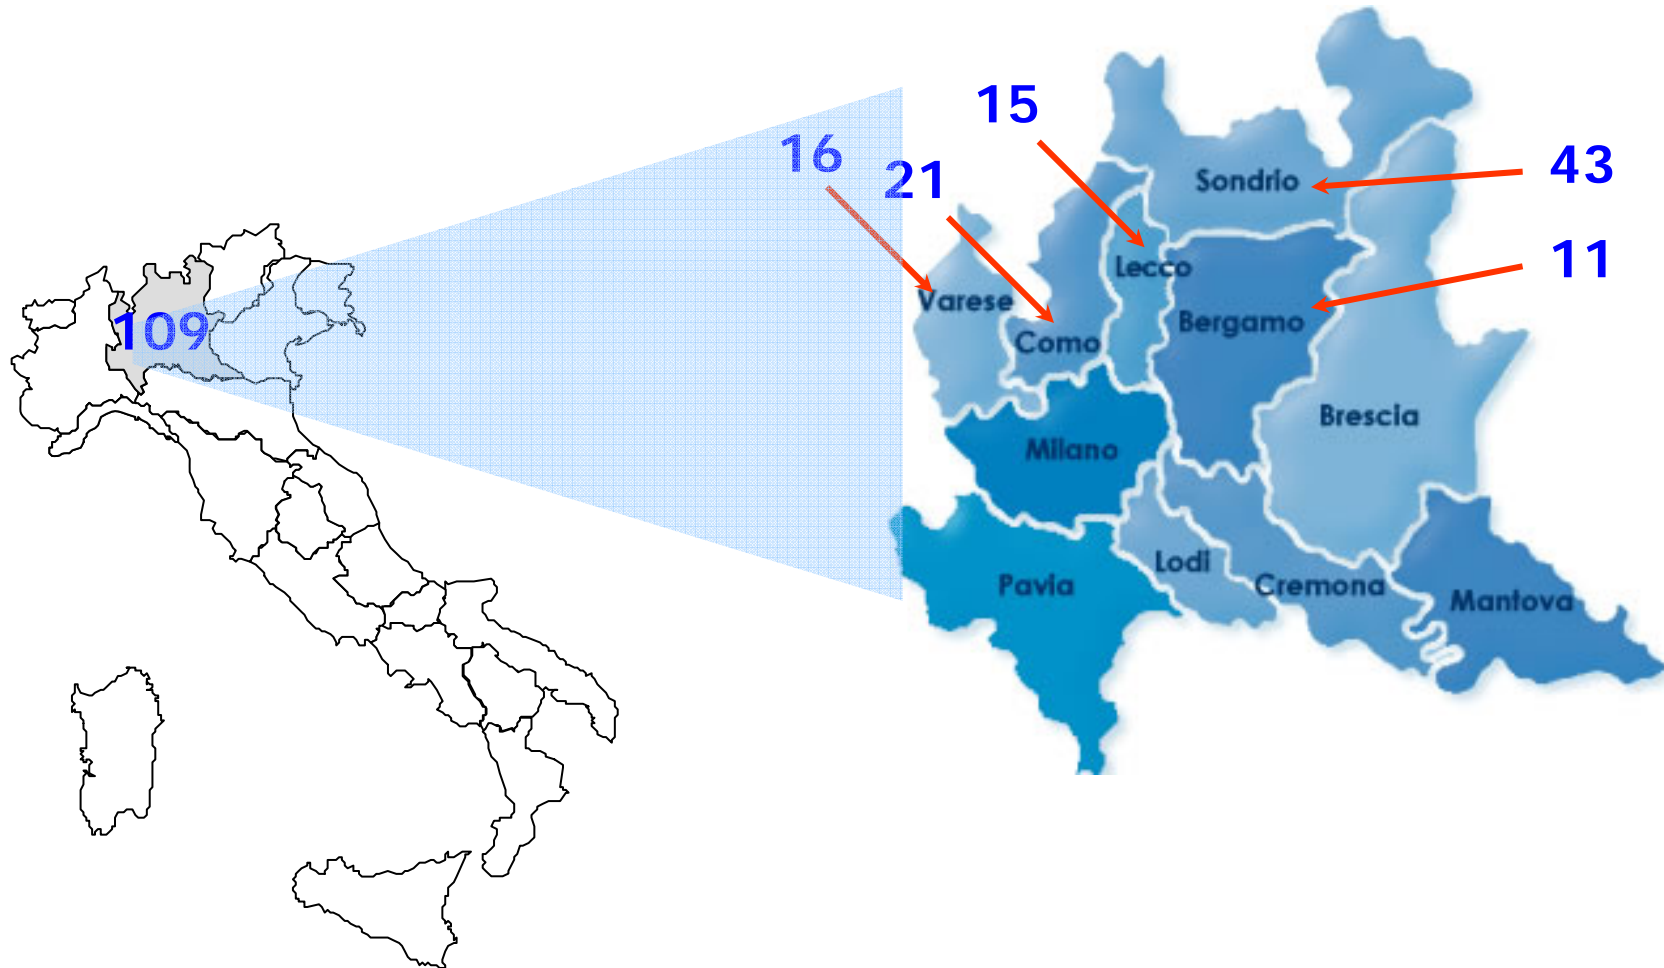 15
16
43
21
Sondrio
11
Lecco
Varese
109
Bergamo
Como
Brescia
Milano
Lodi
Pavia
Cremona
Mantova